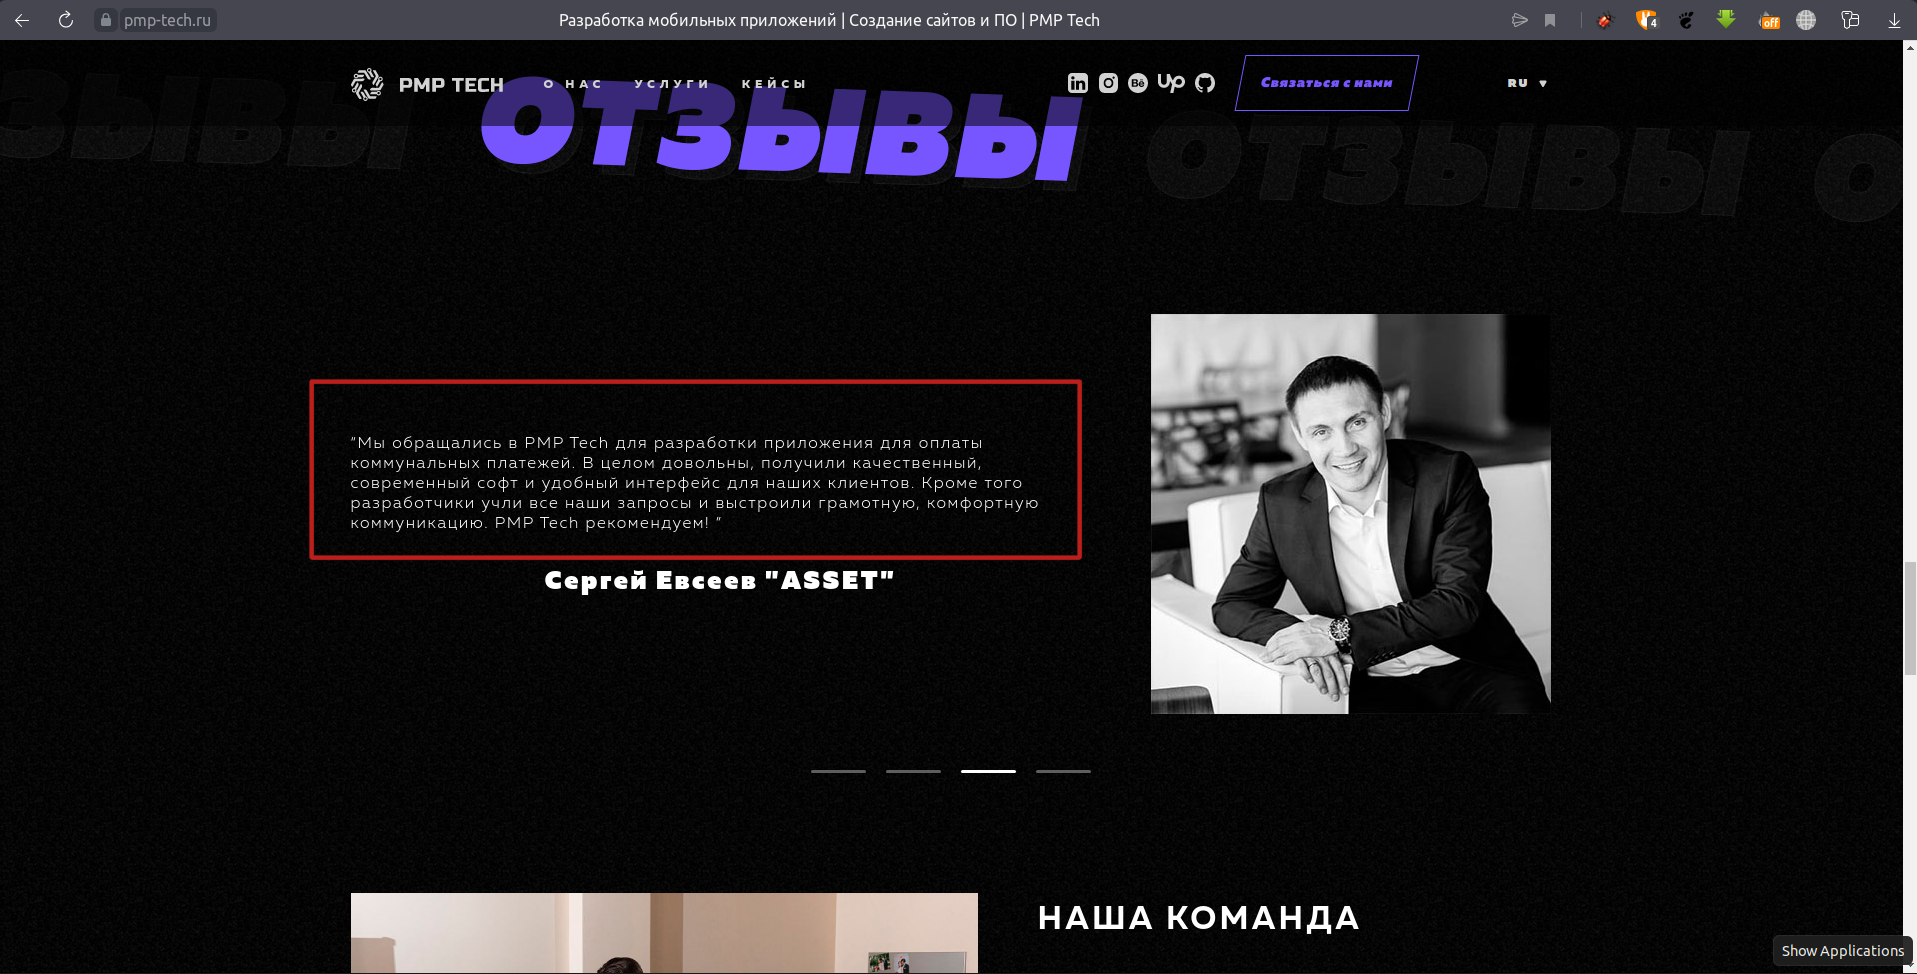 pmp-tech.ru
Разработка мобильных приложений | Создание сайтов и ПО | PMP Tech
4
off
PMP TECH
О НАС
УСЛУГИ
КЕЙСЫ
in
Bē
Up
Связаться с нами
RU
ЗЫВЫ
ОТЗЫВЫ
ОТЗЫВЫ
О
"Мы обращались в PMP Tech для разработки приложения для оплаты
коммунальных платежей. В целом довольны, получили качественный,
современный софт и удобный интерфейс для наших клиентов. Кроме того
разработчики учли все наши запросы и выстроили грамотную, комфортную
коммуникацию. PMP Tech рекомендуем! "
Сергей Евсеев "ASSET"
НАША КОМАНДА
Show Applications